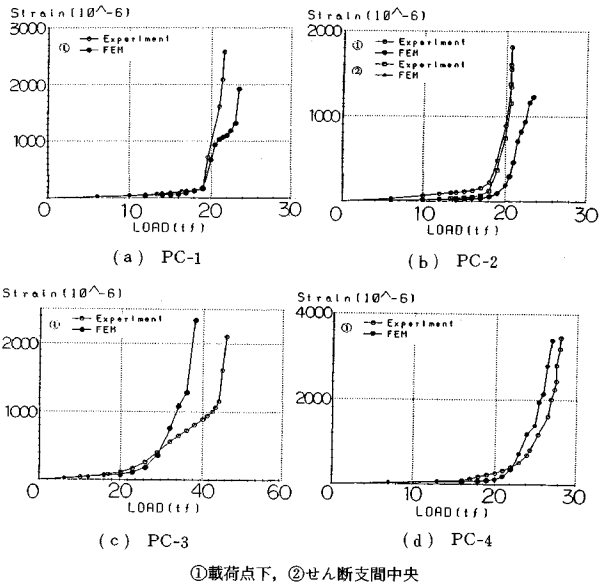 Strain(10^-6)
3000
① Experiment
FEM
2000
1000
0 10 20 30
LOAD(tf)
(a) PC-1
Strain(10^-6)
2000
① Experiment
FEM
② Experiment
FEM
1000
0 10 20 30
LOAD(tf)
(b) PC-2
Strain(10^-6)
① Experiment
FEM
2000
1000
0 20 40 60
LOAD(tf)
(c) PC-3
Strain(10^-6)
4000
① Experiment
FEM
2000
0 10 20 30
LOAD(tf)
(d) PC-4
①載荷点下，②せん断支間中央